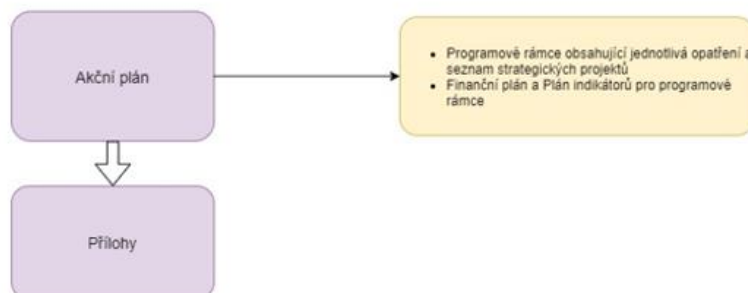 Akční plán
• Programové rámce obsahující jednotlivá opatření a
seznam strategických projektů
• Finanční plán a Plán indikátorů pro programové
rámce
Přílohy